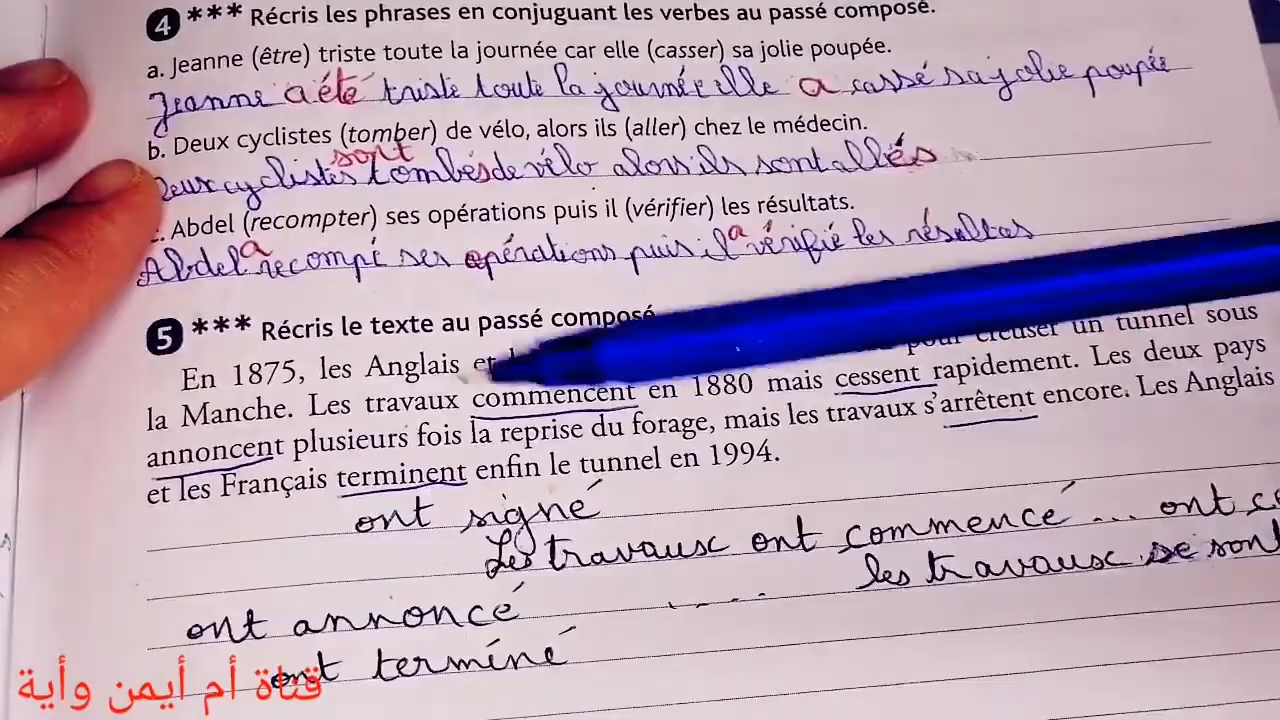 4 *** Récris les phrases en conjuguant les verbes au passé composé.
a. Jeanne (être) triste toute la journée car elle (casser) sa jolie poupée.
Jeanne a été triste toute la journée elle a cassé sa jolie poupée
b. Deux cyclistes (tomber) de vélo, alors ils (aller) chez le médecin.
Deux cyclistes sont tombés de vélo alors ils sont allés
. Abdel (recompter) ses opérations puis il (vérifier) les résultats.
Abdel a recompé ses opérations puis il a vérifié les résultas
5 *** Récris le texte au passé composé
En 1875, les Anglais et pour creuser un tunnel sous
la Manche. Les travaux commencent en 1880 mais cessent rapidement. Les deux pays
annoncent plusieurs fois la reprise du forage, mais les travaux s'arrêtent encore. Les Anglais
et les Français terminent enfin le tunnel en 1994.
ont signé
Les travaux ont commencé ... ont
les travaux se sont
ont annoncé ....
ont terminé
قناة أم أيمن وأية